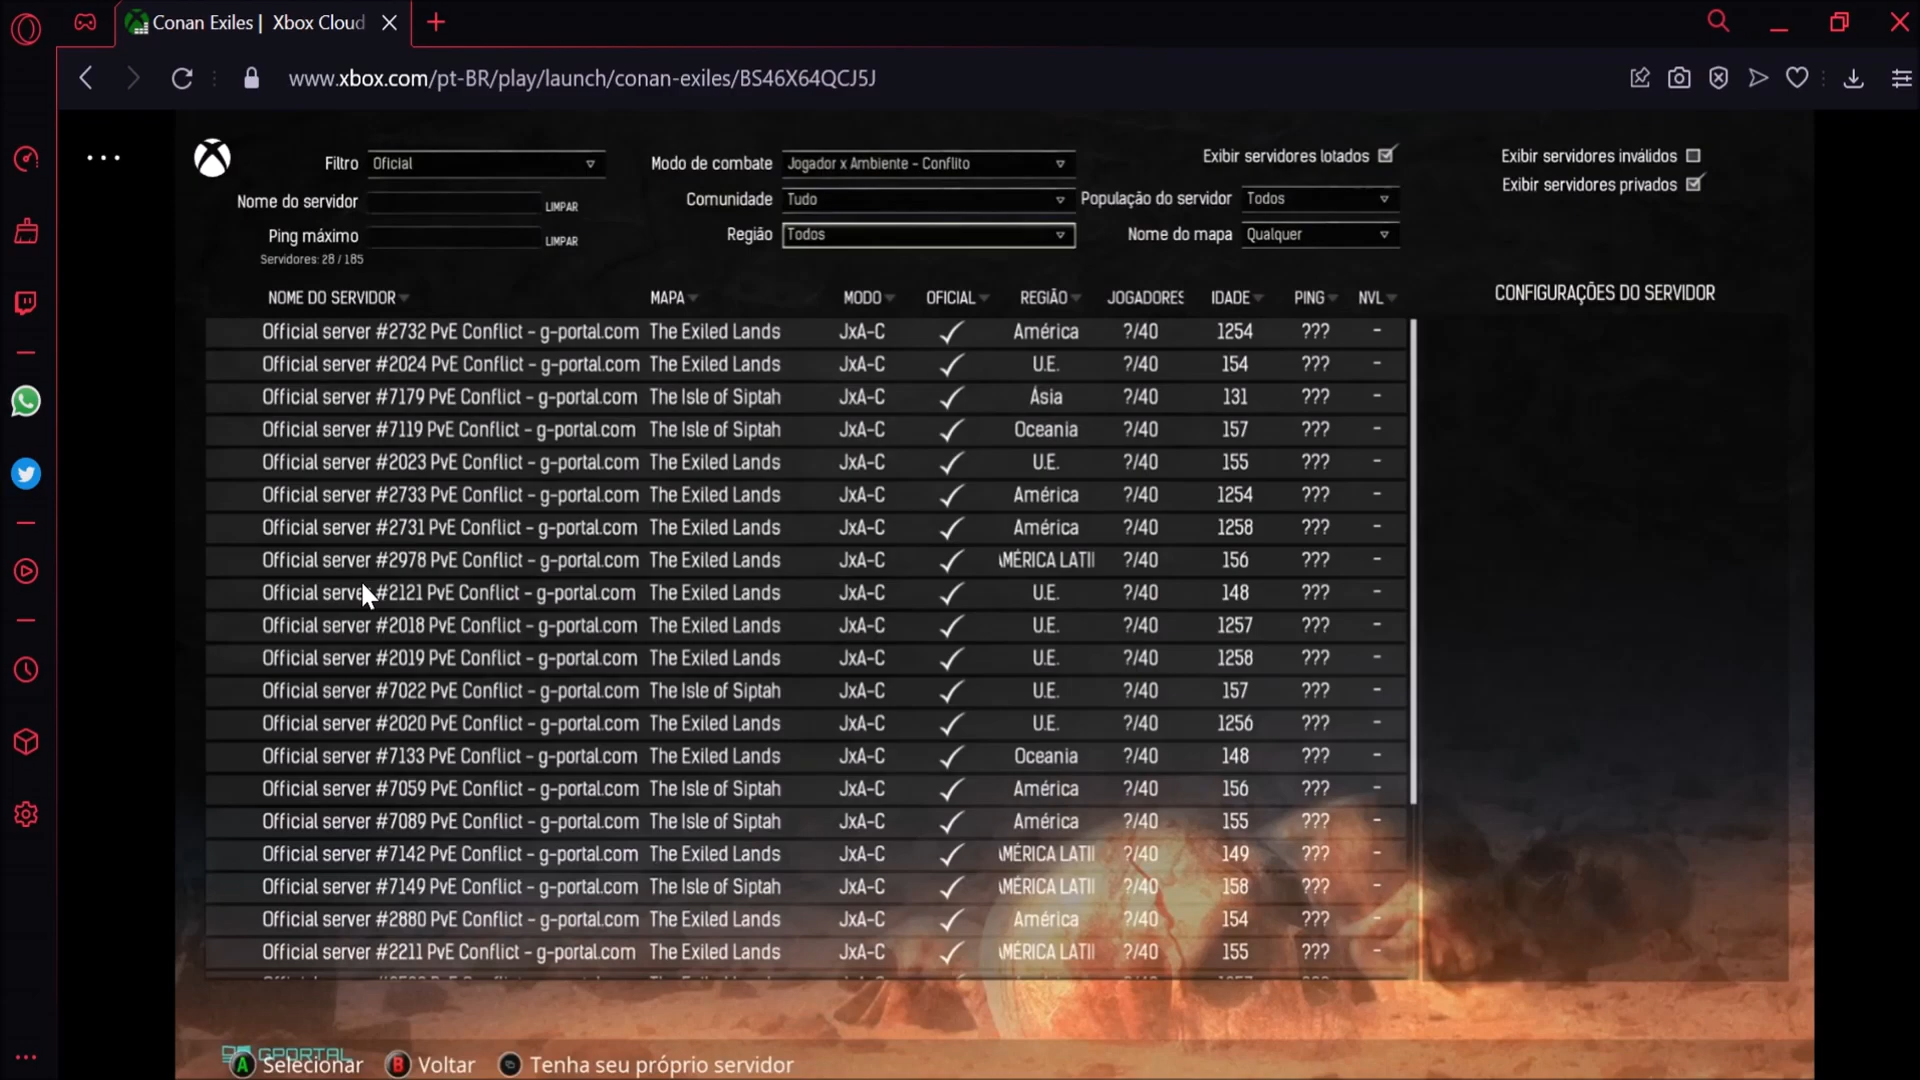 Conan Exiles | Xbox Cloud
www.xbox.com/pt-BR/play/launch/conan-exiles/BS46X64QCJ5J
Filtro Oficial Modo de combate Jogador x Ambiente - Conflito Exibir servidores lotados Exibir servidores inválidos
Nome do servidor LIMPAR Comunidade Tudo População do servidor Todos Exibir servidores privados
Ping máximo LIMPAR Região Todos Nome do mapa Qualquer
Servidores: 28 / 185
NOME DO SERVIDOR MAPA MODO OFICIAL REGIÃO JOGADORES IDADE PING NVL CONFIGURAÇÕES DO SERVIDOR
Official server #2732 PvE Conflict - g-portal.com The Exiled Lands JxA-C América ?/40 1254 ??? -
Official server #2024 PvE Conflict - g-portal.com The Exiled Lands JxA-C U.E. ?/40 154 ??? -
Official server #7179 PvE Conflict - g-portal.com The Isle of Siptah JxA-C Ásia ?/40 131 ??? -
Official server #7119 PvE Conflict - g-portal.com The Isle of Siptah JxA-C Oceania ?/40 157 ??? -
Official server #2023 PvE Conflict - g-portal.com The Exiled Lands JxA-C U.E. ?/40 155 ??? -
Official server #2733 PvE Conflict - g-portal.com The Exiled Lands JxA-C América ?/40 1254 ??? -
Official server #2731 PvE Conflict - g-portal.com The Exiled Lands JxA-C América ?/40 1258 ??? -
Official server #2978 PvE Conflict - g-portal.com The Exiled Lands JxA-C AMÉRICA LATII ?/40 156 ??? -
Official server #2121 PvE Conflict - g-portal.com The Exiled Lands JxA-C U.E. ?/40 148 ??? -
Official server #2018 PvE Conflict - g-portal.com The Exiled Lands JxA-C U.E. ?/40 1257 ??? -
Official server #2019 PvE Conflict - g-portal.com The Exiled Lands JxA-C U.E. ?/40 1258 ??? -
Official server #7022 PvE Conflict - g-portal.com The Isle of Siptah JxA-C U.E. ?/40 157 ??? -
Official server #2020 PvE Conflict - g-portal.com The Exiled Lands JxA-C U.E. ?/40 1256 ??? -
Official server #7133 PvE Conflict - g-portal.com The Exiled Lands JxA-C Oceania ?/40 148 ??? -
Official server #7059 PvE Conflict - g-portal.com The Isle of Siptah JxA-C América ?/40 156 ??? -
Official server #7089 PvE Conflict - g-portal.com The Isle of Siptah JxA-C América ?/40 155 ??? -
Official server #7142 PvE Conflict - g-portal.com The Exiled Lands JxA-C AMÉRICA LATII ?/40 149 ??? -
Official server #7149 PvE Conflict - g-portal.com The Isle of Siptah JxA-C AMÉRICA LATII ?/40 158 ??? -
Official server #2880 PvE Conflict - g-portal.com The Exiled Lands JxA-C América ?/40 154 ??? -
Official server #2211 PvE Conflict - g-portal.com The Exiled Lands JxA-C AMÉRICA LATII ?/40 155 ??? -
GPORTAL
A Selecionar B Voltar Tenha seu próprio servidor